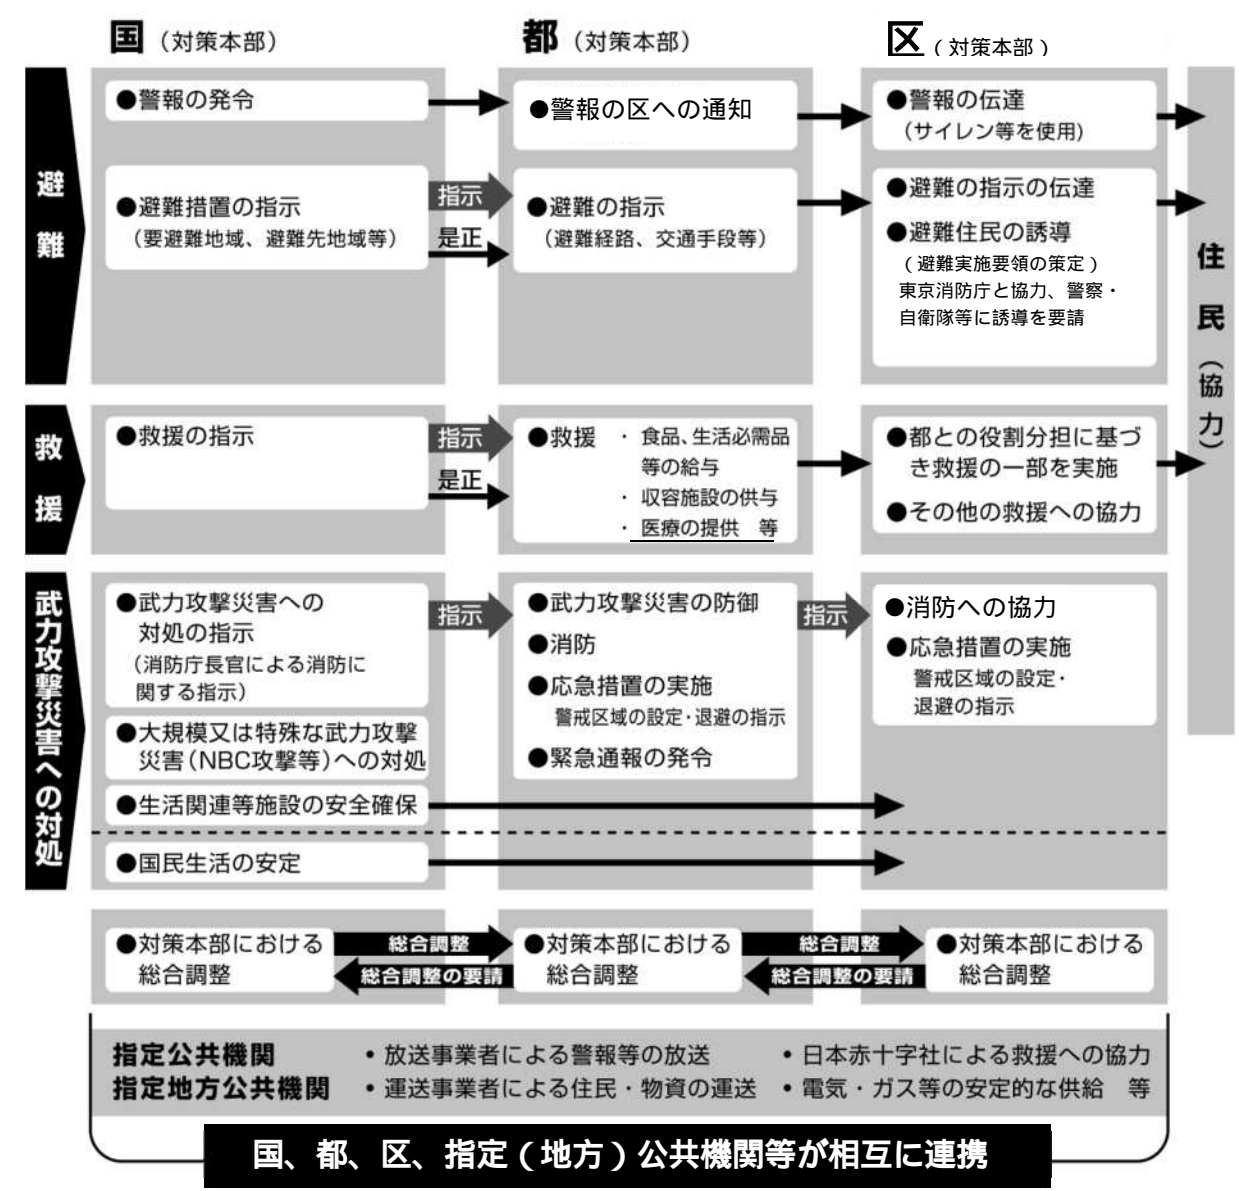 国（対策本部）
都（対策本部）
区（対策本部）
避難
●警報の発令
●警報の区への通知
●警報の伝達
（サイレン等を使用)
●避難措置の指示
（要避難地域、避難先地域等）
指示
是正
●避難の指示
（避難経路、交通手段等）
●避難の指示の伝達
●避難住民の誘導
（避難実施要領の策定）
東京消防庁と協力、警察・
自衛隊等に誘導を要請
住民（協力）
救援
●救援の指示
指示
是正
●救援 ・食品、生活必需品
等の給与
・収容施設の供与
・医療の提供　等
●都との役割分担に基づ
き救援の一部を実施
●その他の救援への協力
武力攻撃災害への対処
●武力攻撃災害への
対処の指示
（消防庁長官による消防に
関する指示）
●大規模又は特殊な武力攻撃
災害（NBC攻撃等）への対処
●生活関連等施設の安全確保
●国民生活の安定
指示
●武力攻撃災害の防御
●消防
●応急措置の実施
警戒区域の設定・退避の指示
●緊急通報の発令
指示
●消防への協力
●応急措置の実施
警戒区域の設定・
退避の指示
●対策本部における
総合調整
総合調整
総合調整の要請
●対策本部における
総合調整
総合調整
総合調整の要請
●対策本部における
総合調整
指定公共機関
指定地方公共機関
・放送事業者による警報等の放送
・運送事業者による住民・物資の運送
・日本赤十字社による救援への協力
・電気・ガス等の安定的な供給　等
国、都、区、指定（地方）公共機関等が相互に連携